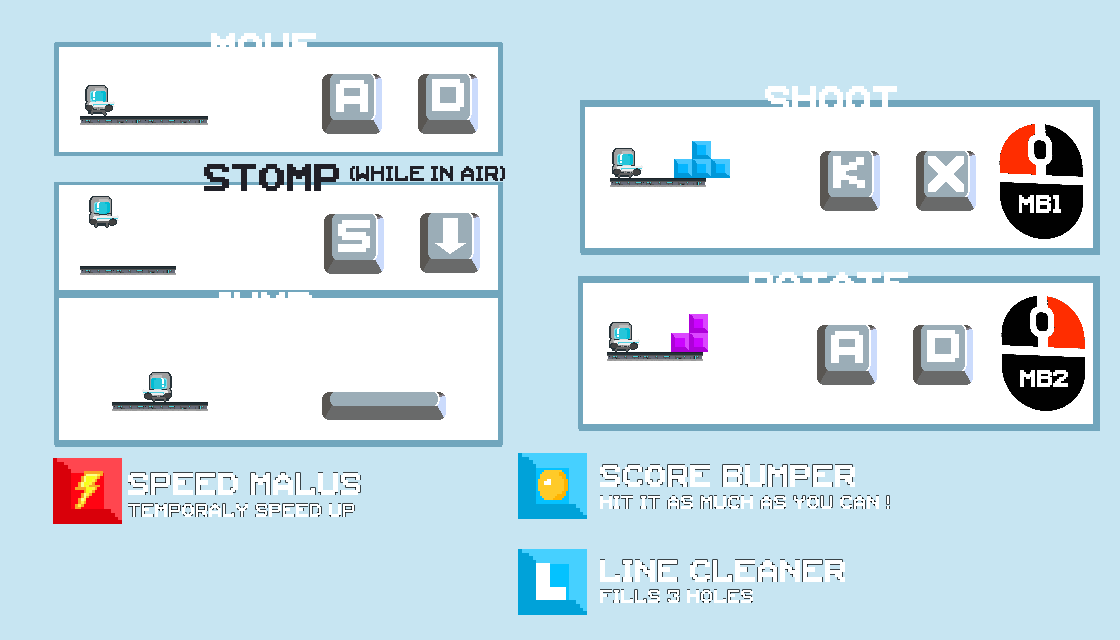 MOVE
A D
STOMP (WHILE IN AIR)
S
JUMP
SHOOT
K X MB1
ROTATE
A D MB2
SPEED MALUS
TEMPORALY SPEED UP
SCORE BUMPER
HIT IT AS MUCH AS YOU CAN !
L LINE CLEANER
FILLS 3 HOLES